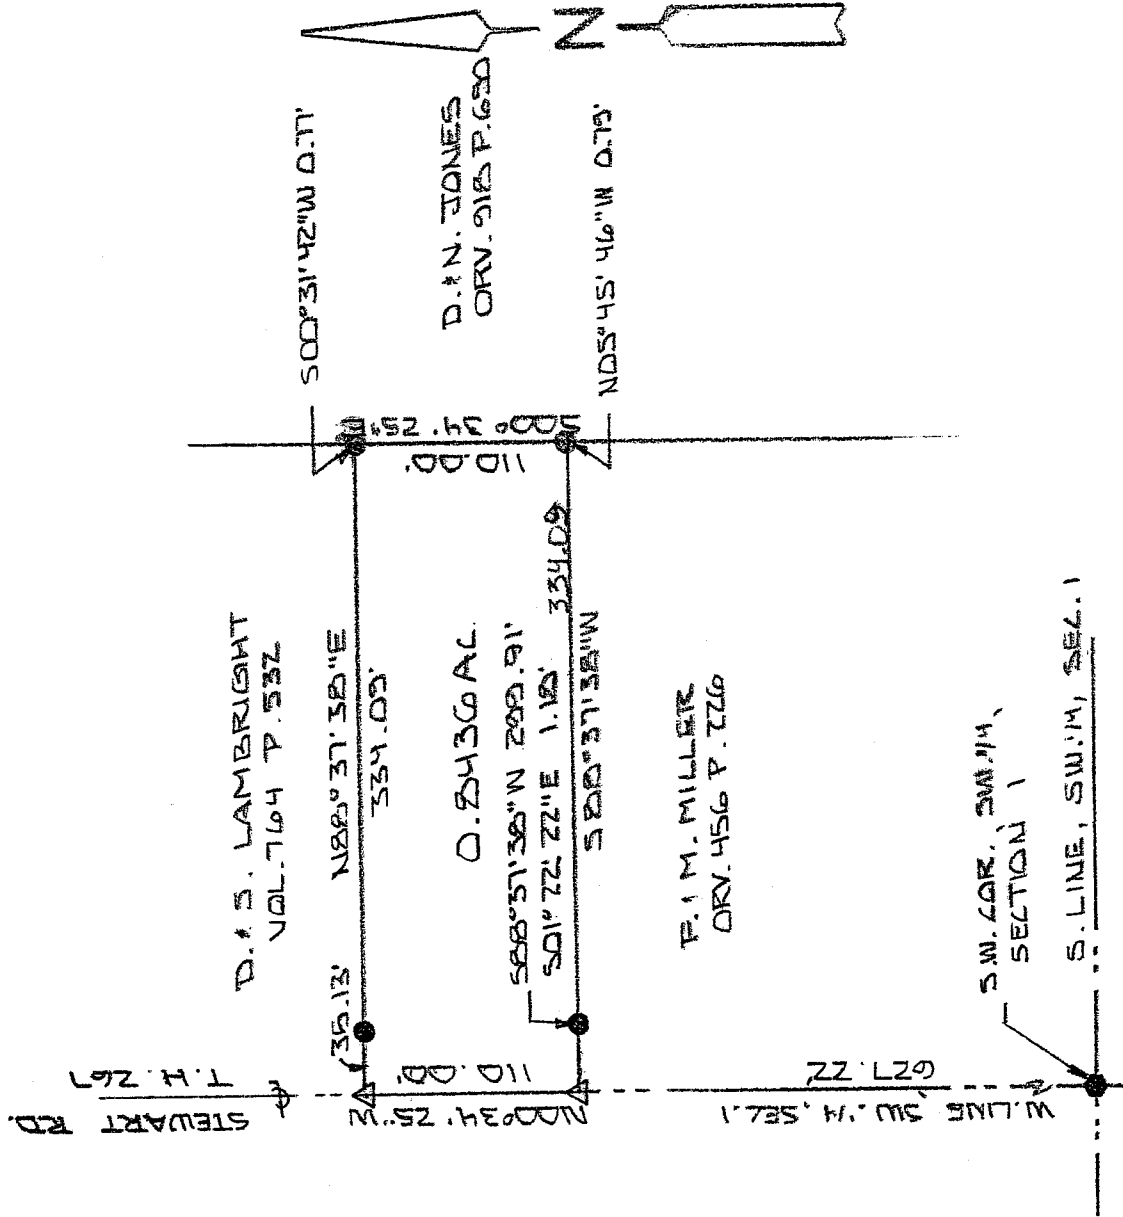 N
S00°31'42"W 0.77'
D. & N. JONES
ORV. 918 P. 690
N05°45'46"W 0.79'
S00°34'25"E
110.00'
D. & S. LAMBRIGHT
VOL. 764 P. 532
N88°37'38"E
334.09'
35.13'
0.8436 AC.
S88°37'38"W 299.91'
S01°22'22"E 1.18'
334.09
S88°37'38"W
F. & M. MILLER
ORV. 456 P. 226
S.W. COR. SW. 1/4,
SECTION 1
S. LINE, SW. 1/4, SEC. 1
STEWART RD.
T.H. 267
N00°34'25"W
110.00'
W. LINE SW. 1/4, SEC. 1
627.22'